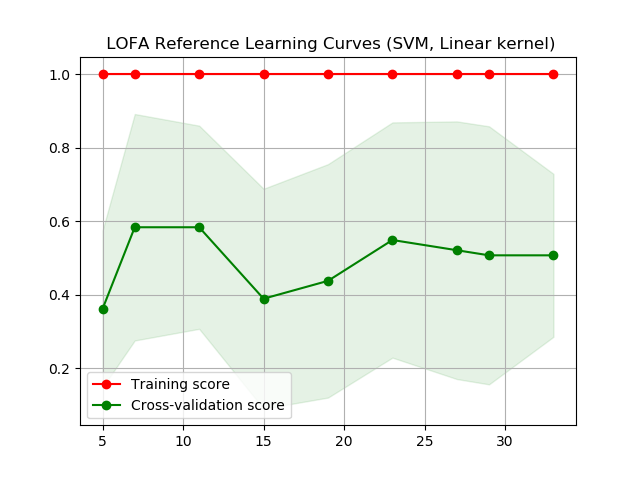 LOFA Reference Learning Curves (SVM, Linear kernel)
1.0
0.8
0.6
0.4
0.2
Training score
Cross-validation score
5 10 15 20 25 30